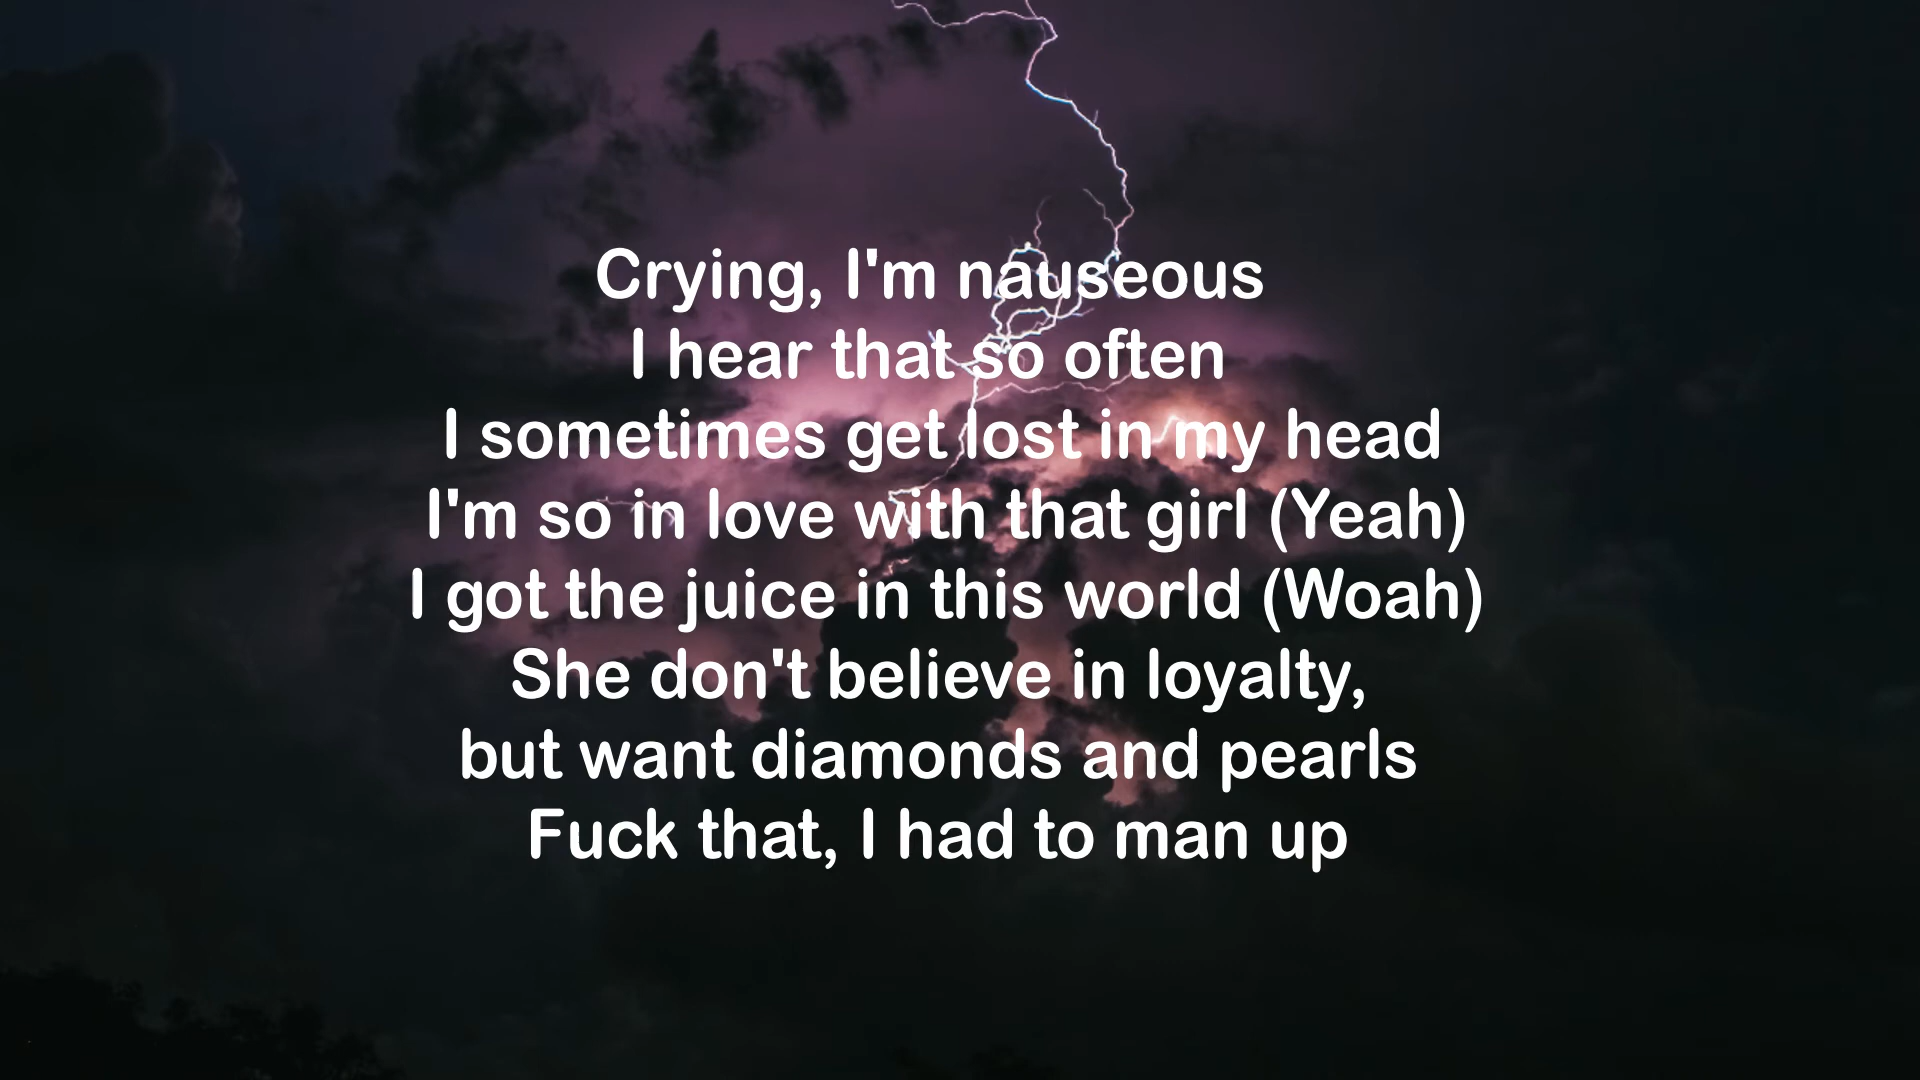 Crying, I'm nauseous
I hear that so often
I sometimes get lost in my head
I'm so in love with that girl (Yeah)
I got the juice in this world (Woah)
She don't believe in loyalty,
but want diamonds and pearls
Fuck that, I had to man up